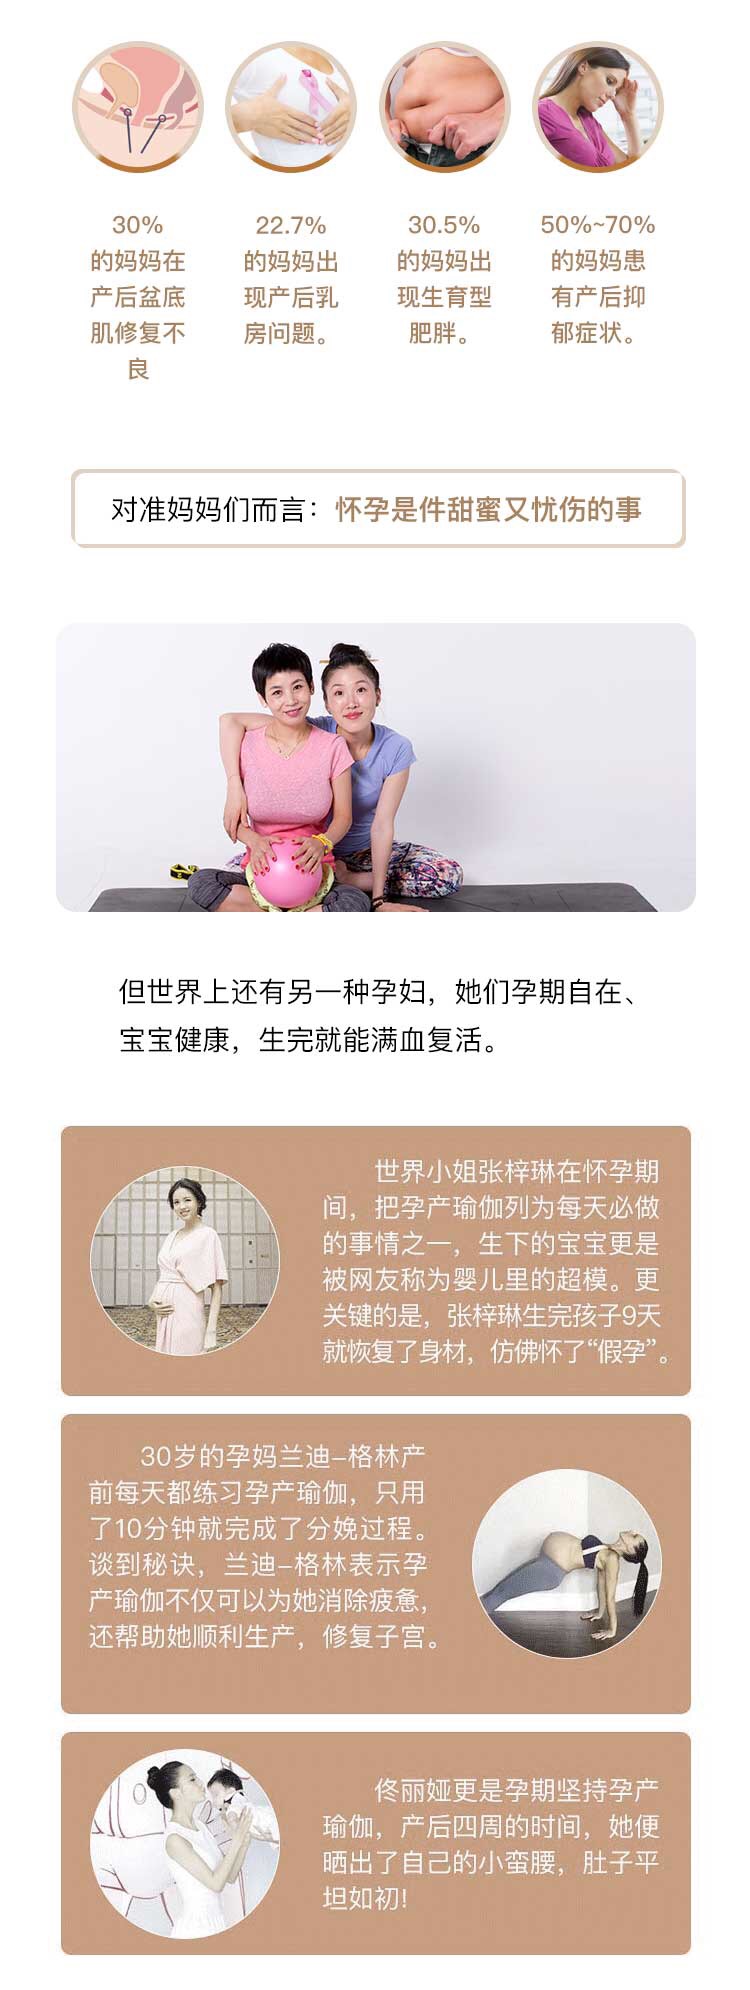 30%
的妈妈在
产后盆底
肌修复不
良
22.7%
的妈妈出
现产后乳
房问题。
30.5%
的妈妈出
现生育型
肥胖。
50%~70%
的妈妈患
有产后抑
郁症状。
对准妈妈们而言：怀孕是件甜蜜又忧伤的事
但世界上还有另一种孕妇，她们孕期自在、
宝宝健康，生完就能满血复活。
世界小姐张梓琳在怀孕期
间，把孕产瑜伽列为每天必做
的事情之一，生下的宝宝更是
被网友称为婴儿里的超模。更
关键的是，张梓琳生完孩子9天
就恢复了身材，仿佛怀了“假孕”。
30岁的孕妈兰迪–格林产
前每天都练习孕产瑜伽，只用
了10分钟就完成了分娩过程。
谈到秘诀，兰迪–格林表示孕
产瑜伽不仅可以为她消除疲惫，
还帮助她顺利生产，修复子宫。
佟丽娅更是孕期坚持孕产
瑜伽，产后四周的时间，她便
晒出了自己的小蛮腰，肚子平
坦如初!